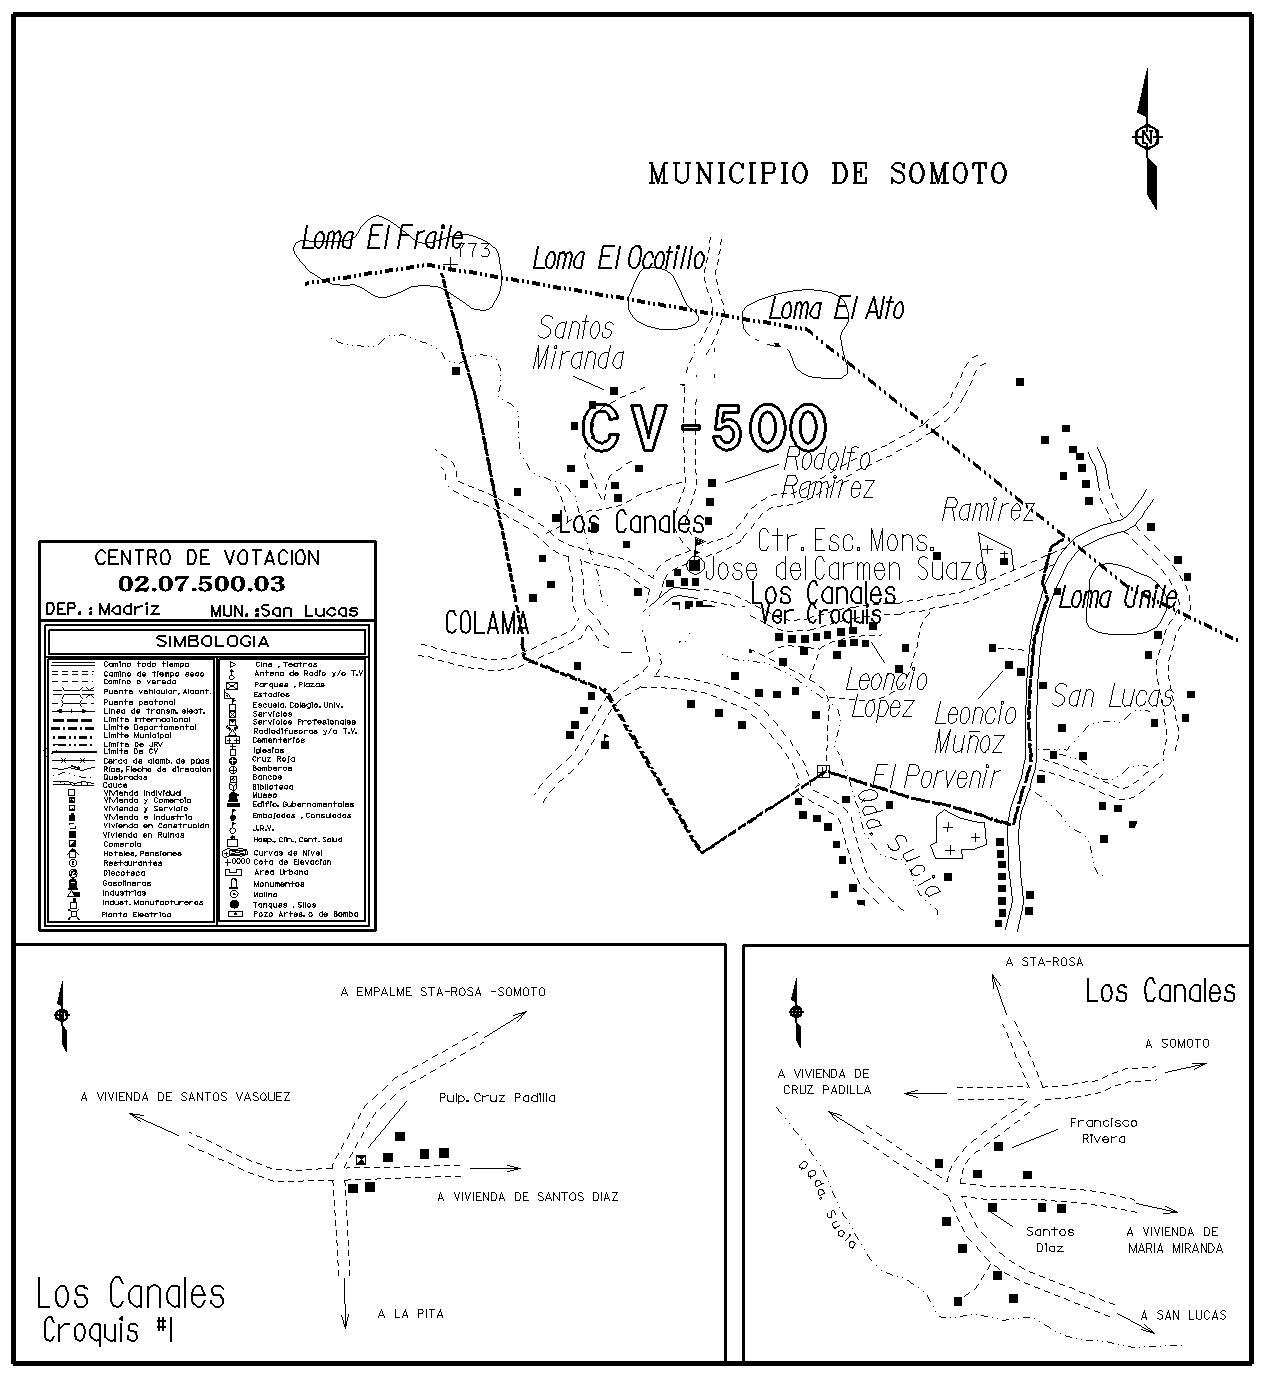 N
MUNICIPIO DE SOMOTO
Loma El Fraile
773
Loma El Ocotillo
Loma El Alto
Santos
Miranda
CV-500
Rodolfo
Ramirez
Ramirez
Los Canales
Ctr. Esc. Mons.
Jose del Carmen Suazo
Los Canales
Ver Croquis
Loma Unile
COLAMA
Leoncio
Lopez
Leoncio
Muñoz
San Lucas
El Porvenir
Qda. Sucia
CENTRO DE VOTACION
02.07.500.03
DEP.:Madriz
MUN.:San Lucas
SIMBOLOGIA
Camino todo tiempo
Camino de tiempo seco
Camino o vereda
Puente vehicular, Alcant.
Puente peatonal
Linea de transm. elect.
Limite Internacional
Limite Departamental
Limite Municipal
Limite De JRV
Limite De CV
Cerca de alamb. de púas
Rios, Flecha de dirección
Quebradas
Cauce
Vivienda Individual
Vivienda y Comercio
Vivienda y Servicio
Vivienda e Industria
Vivienda en Construción
Vivienda en Ruinas
Comercio
Hoteles, Pensiones
Restaurantes
Discoteca
Gasolineras
Industrias
Indust. Manufactureras
Planta Electrica
Cine , Teatros
Antena de Radio y/o T.V
Parques , Plazas
Estadios
Escuela, Colegio, Univ.
Servicios
Servicios Profesionales
Radiodifusoras y/o T.V.
Cementerios
Iglesias
Cruz Roja
Bomberos
Bancos
Biblioteca
Museo
Edific. Gubernamentales
Embajadas , Consulados
J.R.V.
Hosp., Clin., Cent. Salud
Curvas de Nivel
+0000 Cota de Elevacion
Area Urbana
Monumentos
Molino
Tanques , Silos
Pozo Artes. o de Bomba
A EMPALME STA-ROSA -SOMOTO
A VIVIENDA DE SANTOS VASQUEZ
Pulp. Cruz Padilla
A VIVIENDA DE SANTOS DIAZ
A LA PITA
Los Canales
Croquis #1
A STA-ROSA
Los Canales
A SOMOTO
A VIVIENDA DE
CRUZ PADILLA
Francisco
Rivera
QQda. Sucia
Santos
Diaz
A VIVIENDA DE
MARIA MIRANDA
A SAN LUCAS